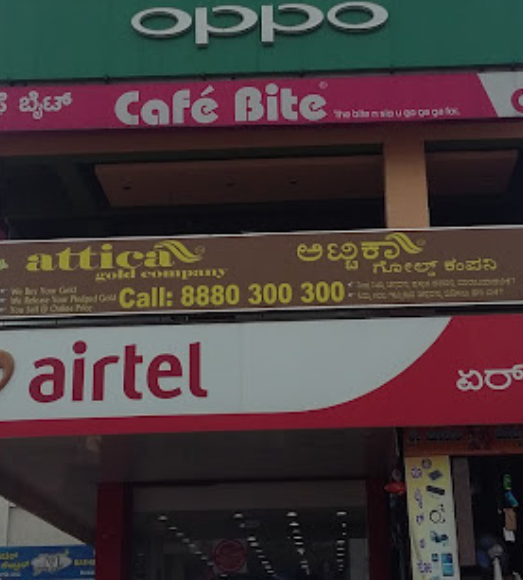 oppo
ಬೈಟ್ Café Bite
attica
gold company
ಅಟ್ಟಿಕಾ
ಗೋಲ್ಡ್ ಕಂಪನಿ
We Buy Your Gold
We Release Your Pledged Gold
You Sell @ Online Price
Call: 8880 300 300
airtel
ಏರ್